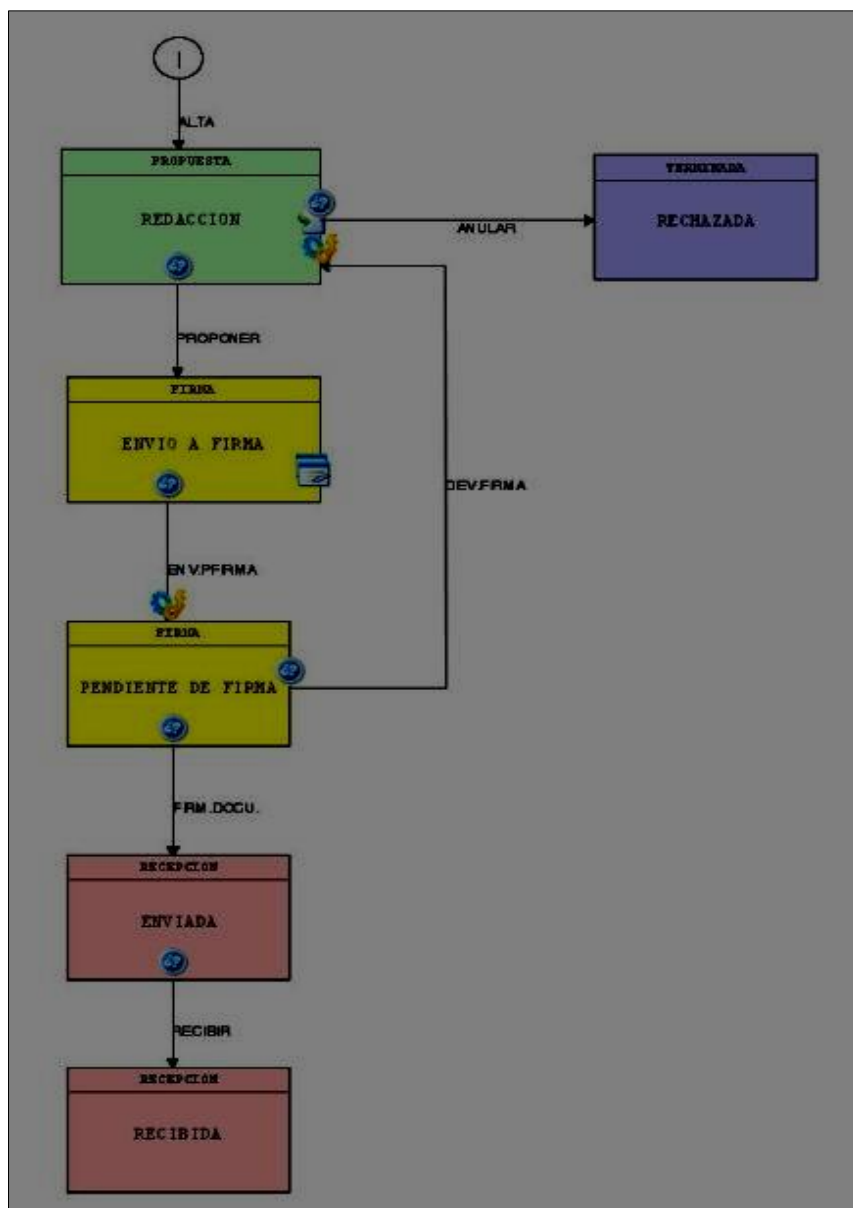 I
ALTA
PROPUESTA
REDACCION
TERMINADA
RECHAZADA
ANULAR
PROPONER
FIRMA
ENVIO A FIRMA
DEV.FIRMA
ENV.PFIRMA
FIRMA
PENDIENTE DE FIRMA
FIRM.DOCU.
RECEPCION
ENVIADA
RECIBIR
RECEPCION
RECIBIDA